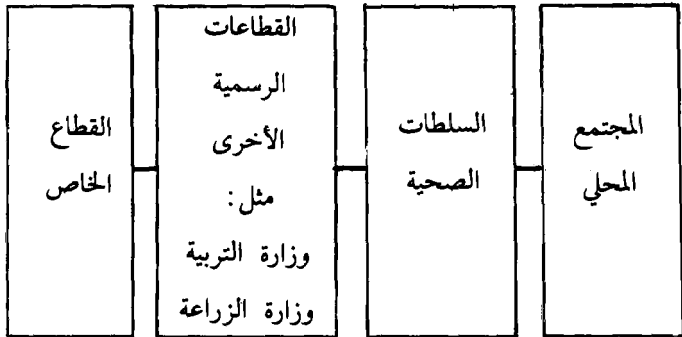 المجتمع
المحلي
السلطات
الصحية
القطاعات
الرسمية
الأخرى
مثل:
وزارة التربية
وزارة الزراعة
القطاع
الخاص